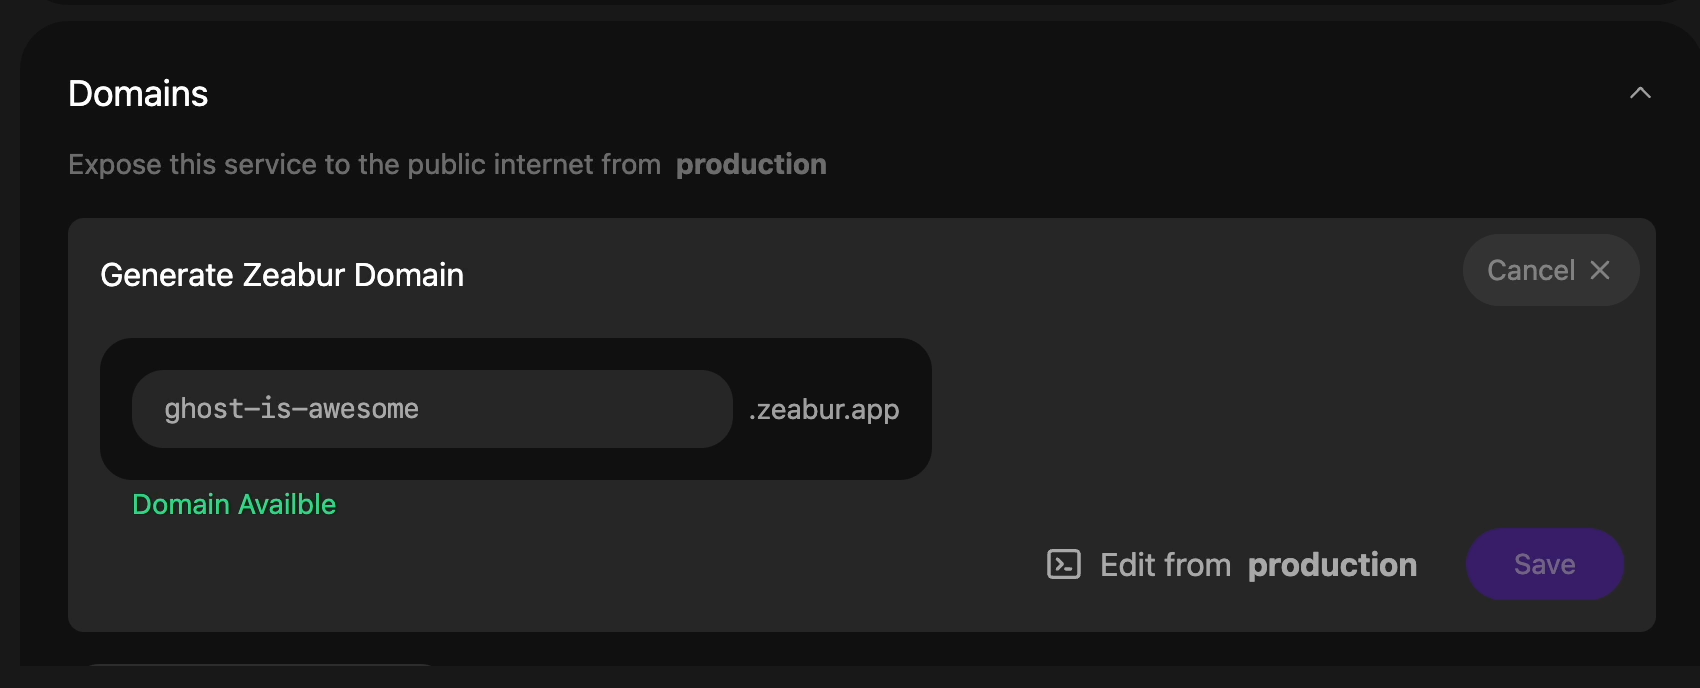 Domains
Expose this service to the public internet from production
Generate Zeabur Domain
Cancel
ghost-is-awesome
.zeabur.app
Domain Availble
Edit from production
Save